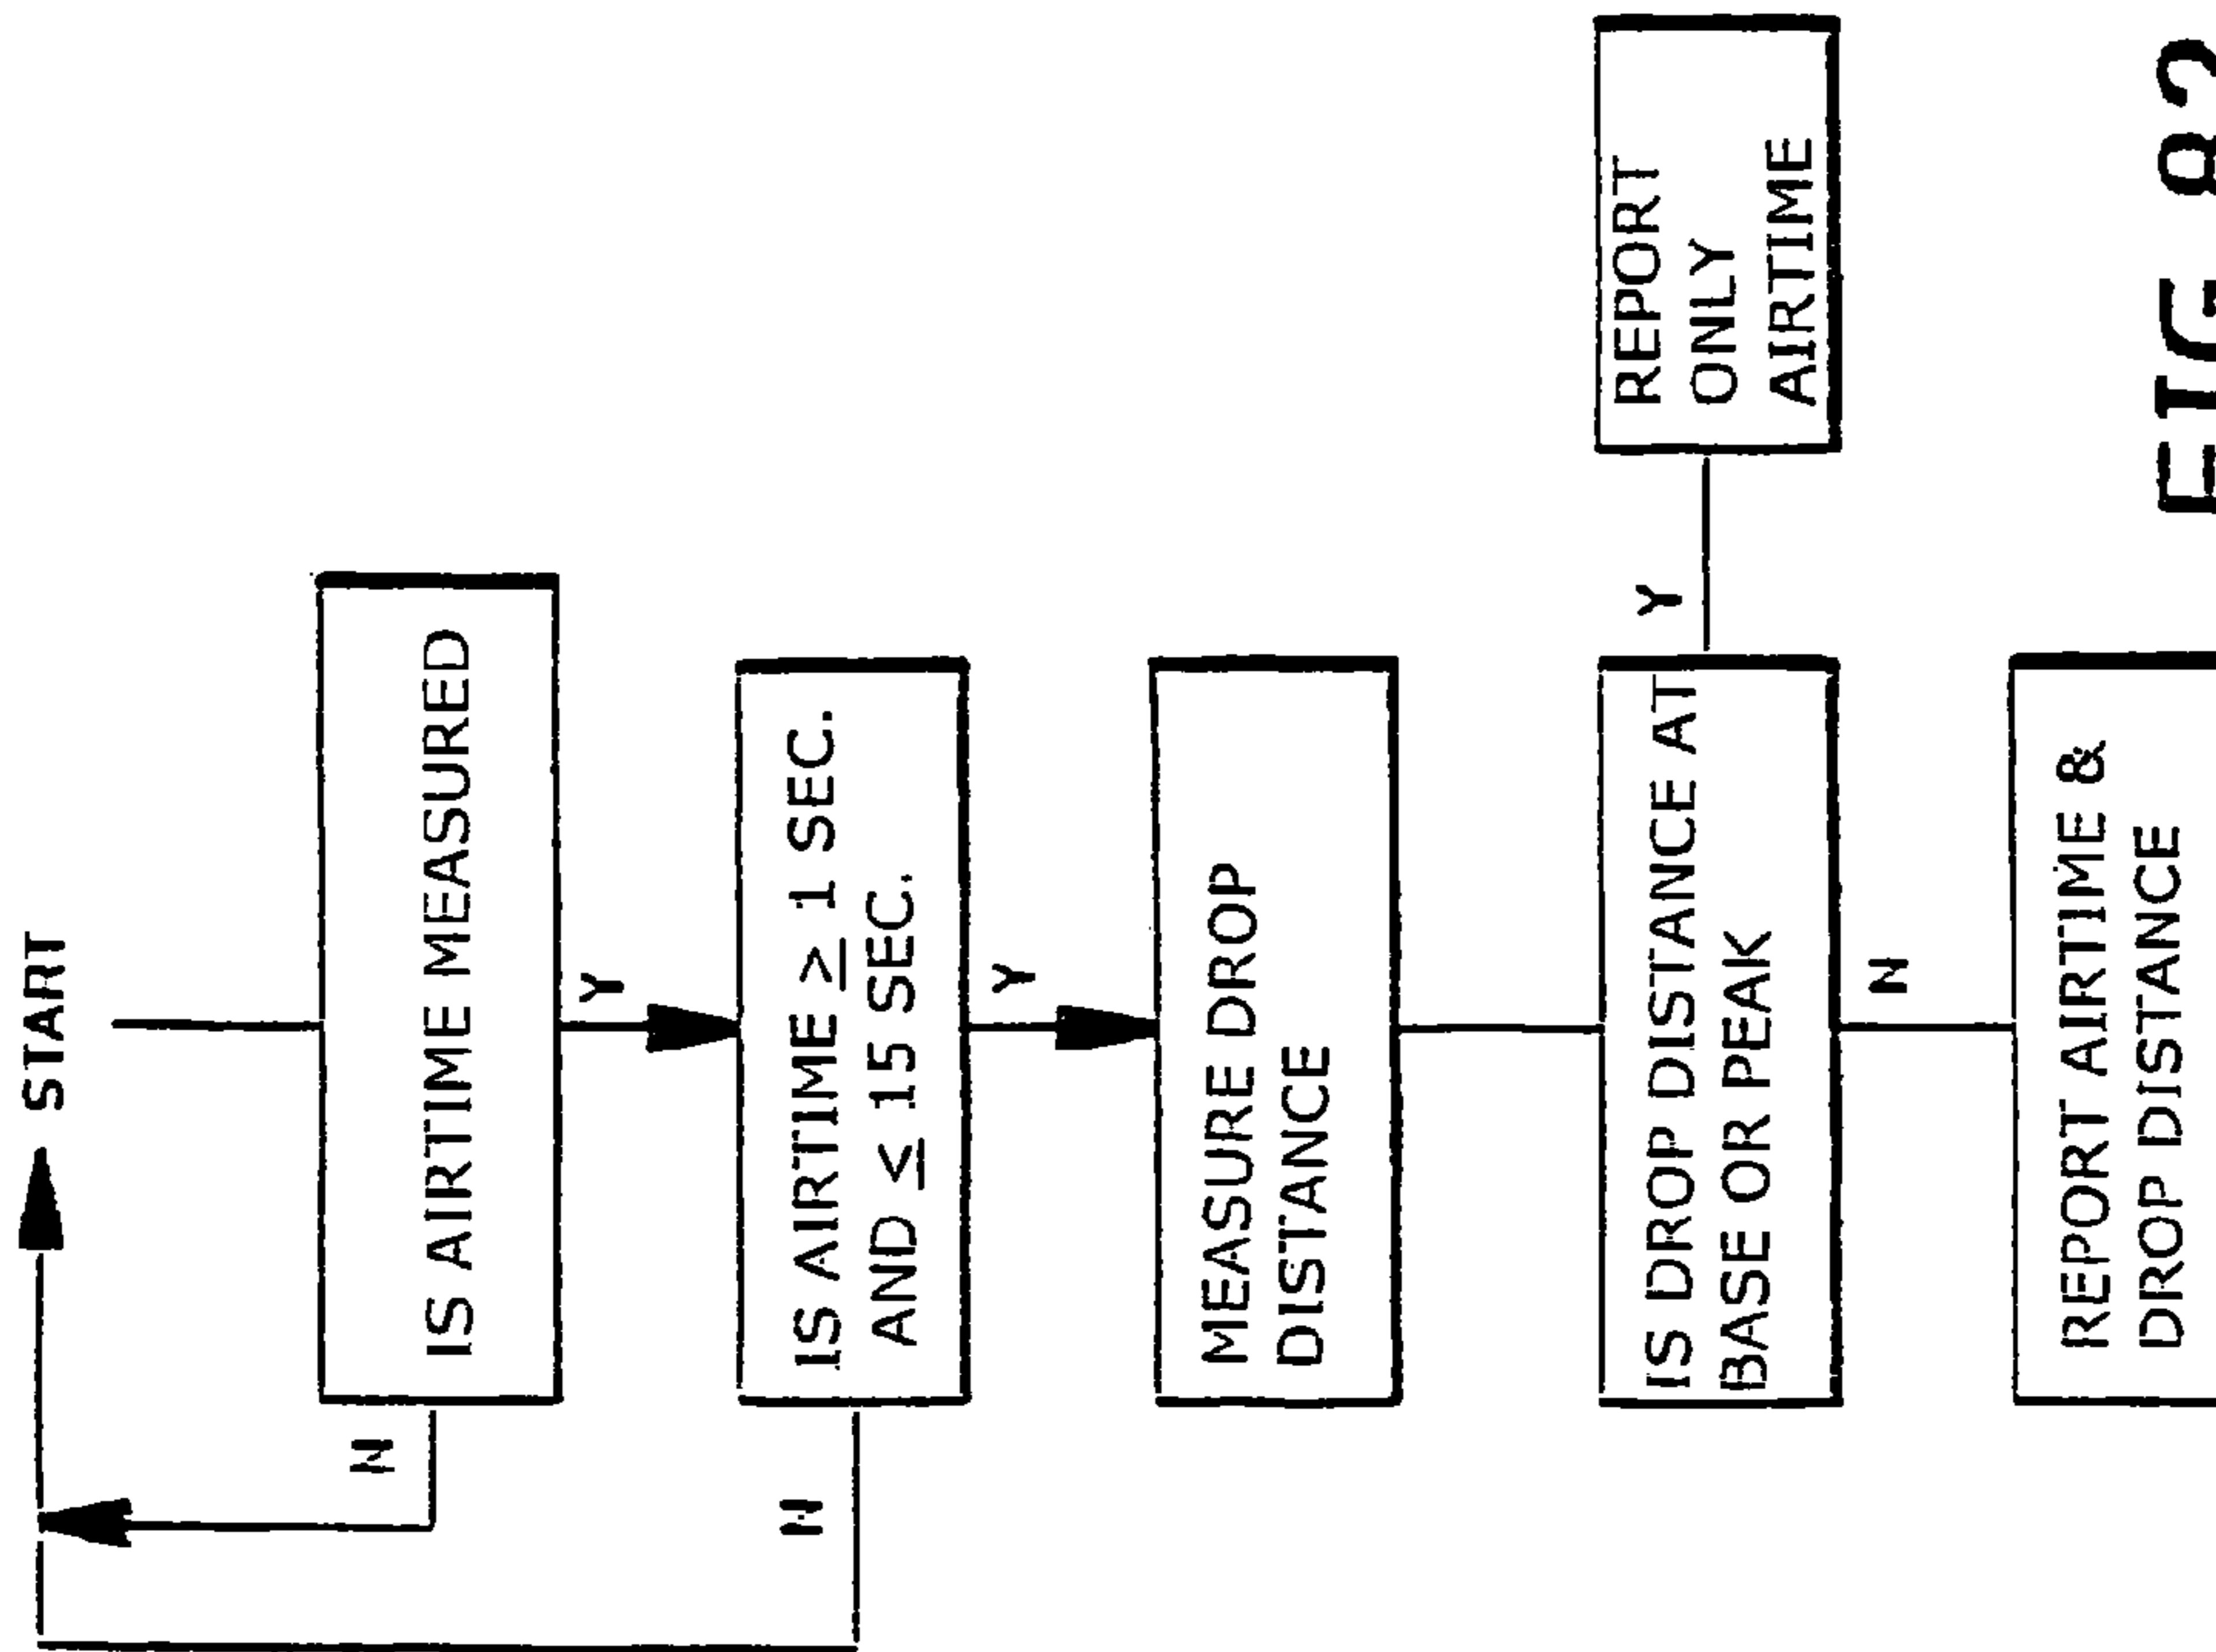 START
IS AIRTIME MEASURED
N
Y
IS AIRTIME ≥ 1 SEC.
AND ≤ 15 SEC.
N
Y
MEASURE DROP
DISTANCE
IS DROP DISTANCE AT
BASE OR PEAK
Y
REPORT
ONLY
AIRTIME
N
REPORT AIRTIME &
DROP DISTANCE